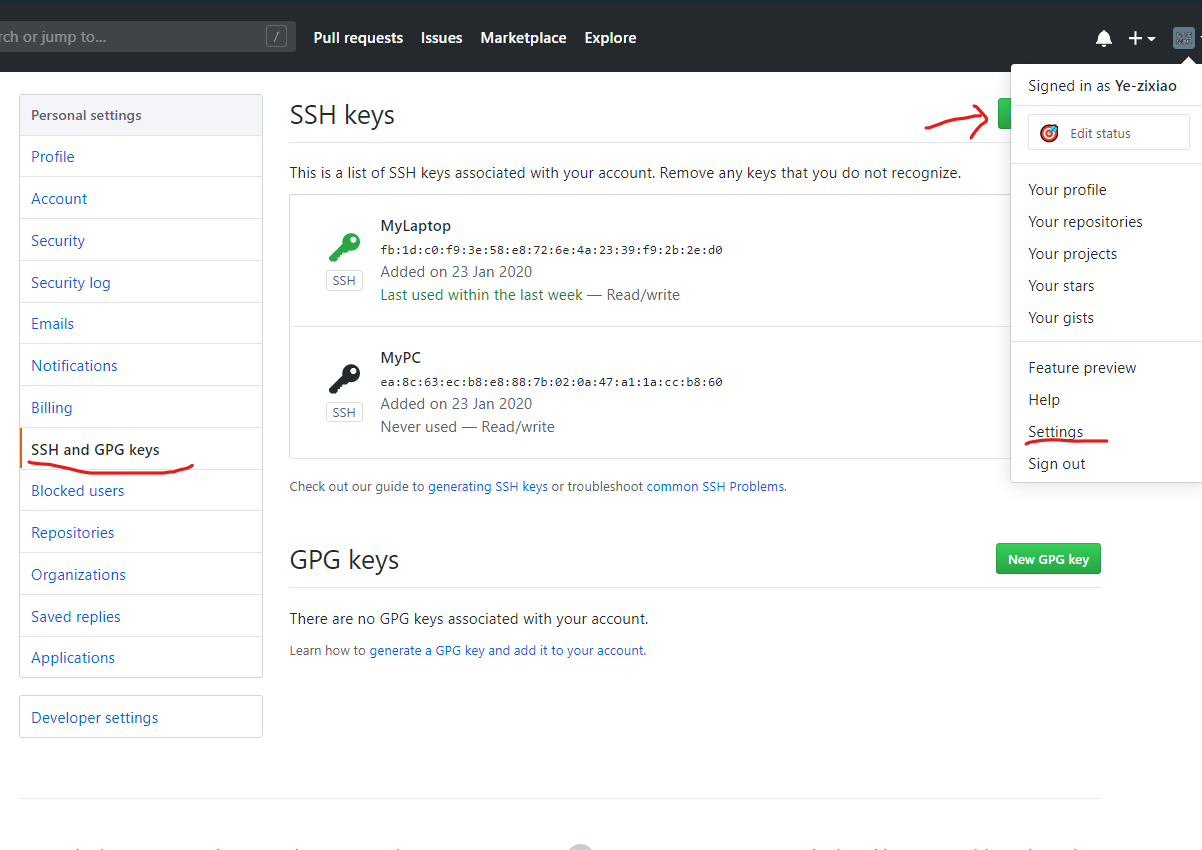 rch or jump to...
/
Pull requests
Issues
Marketplace
Explore
Personal settings
Profile
Account
Security
Security log
Emails
Notifications
Billing
SSH and GPG keys
Blocked users
Repositories
Organizations
Saved replies
Applications
Developer settings
SSH keys
This is a list of SSH keys associated with your account. Remove any keys that you do not recognize.
MyLaptop
fb:1d:c0:f9:3e:58:e8:72:6e:4a:23:39:f9:2b:2e:d0
SSH
Added on 23 Jan 2020
Last used within the last week — Read/write
MyPC
ea:8c:63:ec:b8:e8:88:7b:02:0a:47:a1:1a:cc:b8:60
SSH
Added on 23 Jan 2020
Never used — Read/write
Check out our guide to generating SSH keys or troubleshoot common SSH Problems.
GPG keys
New GPG key
There are no GPG keys associated with your account.
Learn how to generate a GPG key and add it to your account.
Signed in as Ye-zixiao
Edit status
Your profile
Your repositories
Your projects
Your stars
Your gists
Feature preview
Help
Settings
Sign out